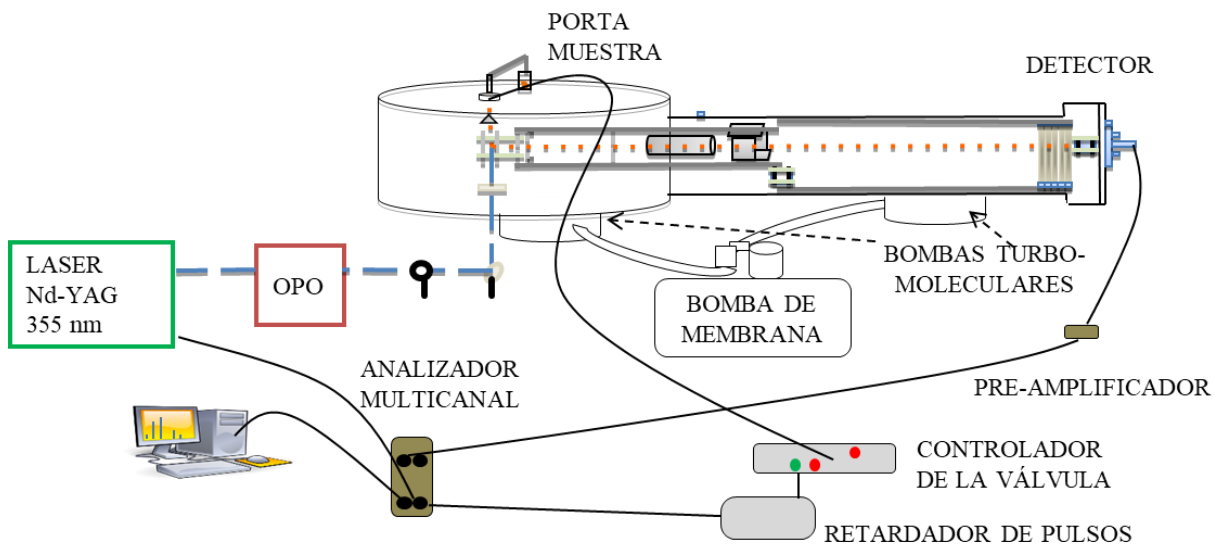 PORTA
MUESTRA
DETECTOR
LASER
Nd-YAG
355 nm
OPO
BOMBAS TURBO-
MOLECULARES
BOMBA DE
MEMBRANA
ANALIZADOR
MULTICANAL
PRE-AMPLIFICADOR
CONTROLADOR
DE LA VÁLVULA
RETARDADOR DE PULSOS